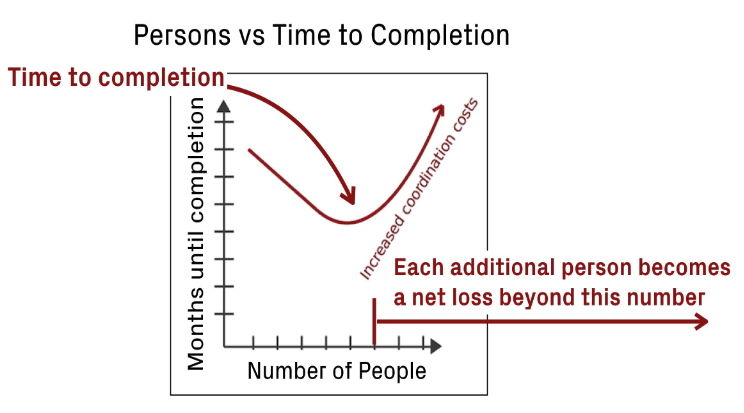 Persons vs Time to Completion
Time to completion
Months until completion
Increased coordination costs
Each additional person becomes
a net loss beyond this number
Number of People